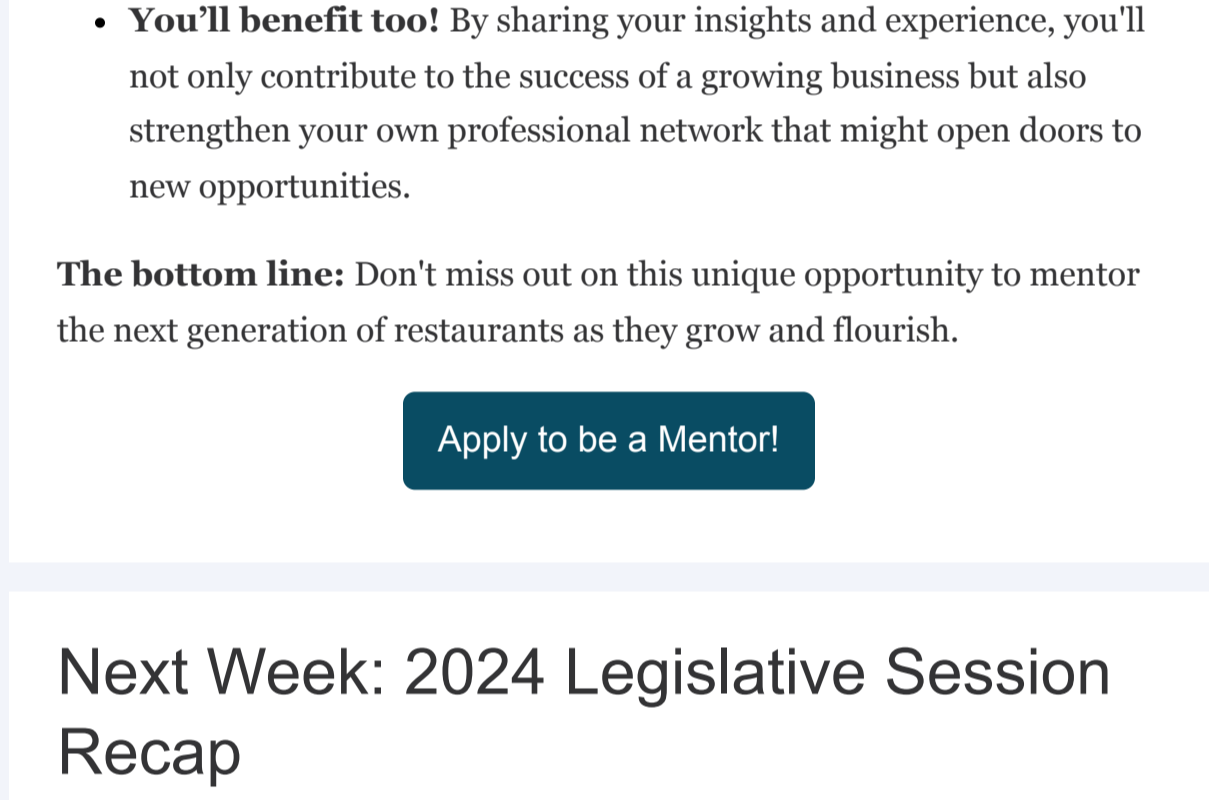 • You’ll benefit too! By sharing your insights and experience, you'll
not only contribute to the success of a growing business but also
strengthen your own professional network that might open doors to
new opportunities.
The bottom line: Don't miss out on this unique opportunity to mentor
the next generation of restaurants as they grow and flourish.
Apply to be a Mentor!
Next Week: 2024 Legislative Session
Recap